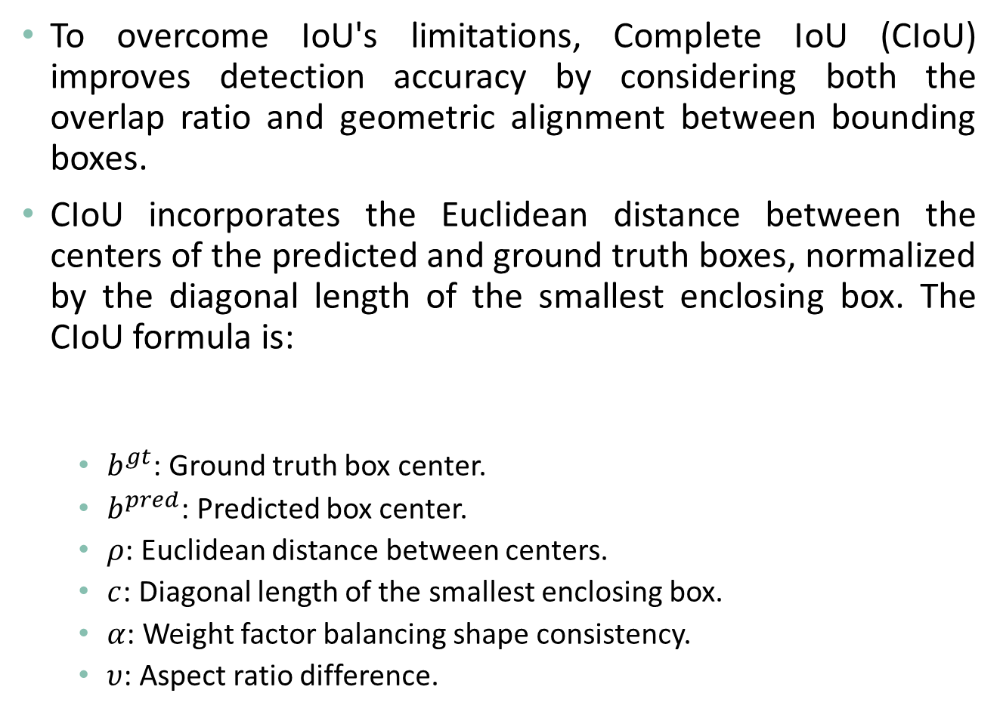 • To overcome IoU's limitations, Complete IoU (CIoU)
improves detection accuracy by considering both the
overlap ratio and geometric alignment between bounding
boxes.
• CIoU incorporates the Euclidean distance between the
centers of the predicted and ground truth boxes, normalized
by the diagonal length of the smallest enclosing box. The
CIoU formula is:
• b^{gt}: Ground truth box center.
• b^{pred}: Predicted box center.
• ρ: Euclidean distance between centers.
• c: Diagonal length of the smallest enclosing box.
• α: Weight factor balancing shape consistency.
• υ: Aspect ratio difference.